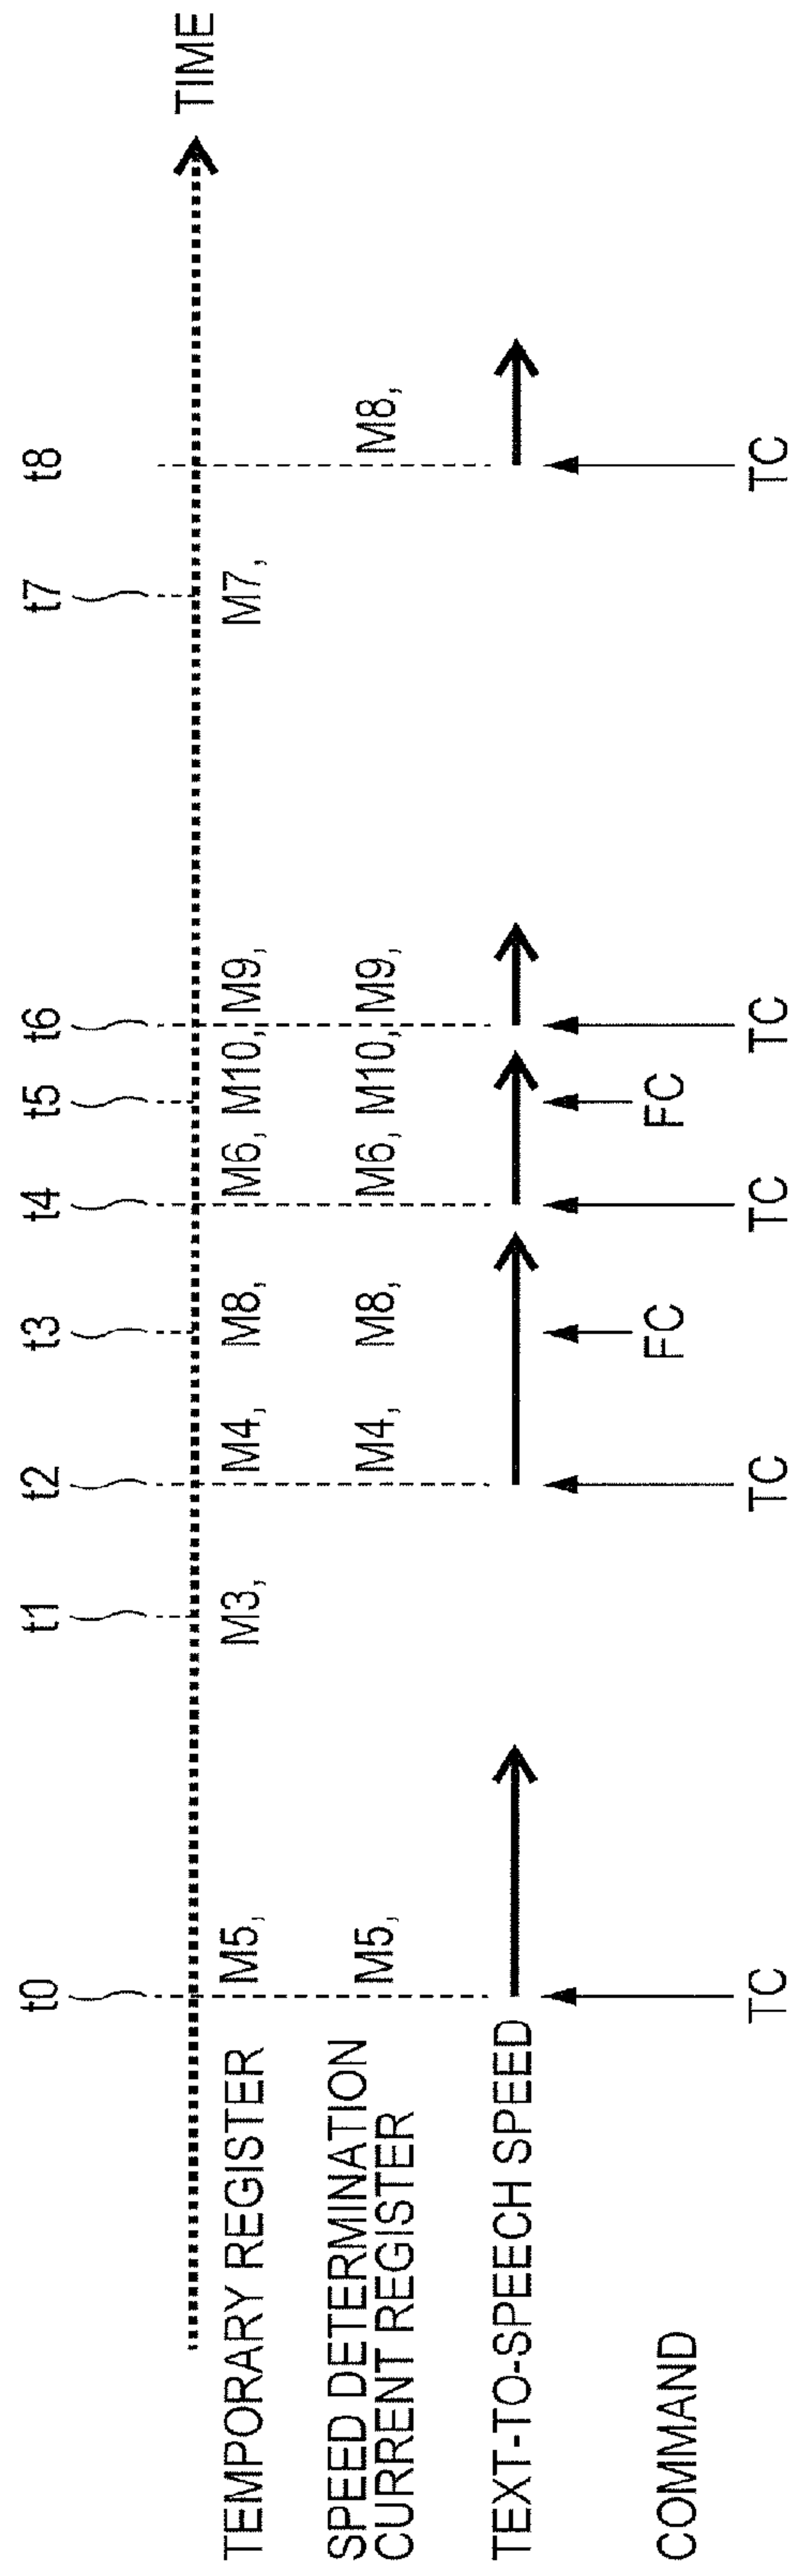 t0 t1 t2 t3 t4 t5 t6 t7 t8
TIME
TEMPORARY REGISTER M5, M3, M4, M8, M6, M10, M9, M7,
SPEED DETERMINATION
CURRENT REGISTER M5, M4, M8, M6, M10, M9, M8,
TEXT-TO-SPEECH SPEED
COMMAND FC FC
TC TC TC TC TC